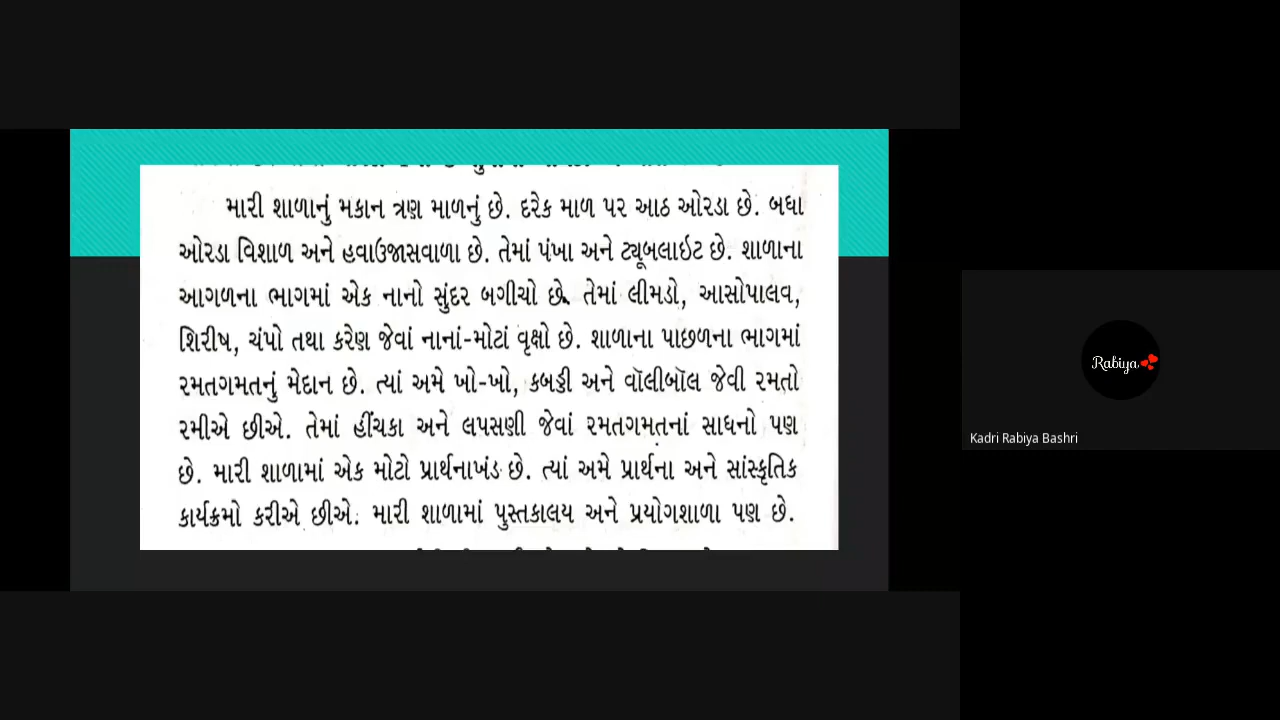 મારી શાળાનું મકાન ત્રણ માળનું છે. દરેક માળ પર આઠ ઓરડા છે. બધા
ઓરડા વિશાળ અને હવાઉજાસવાળા છે. તેમાં પંખા અને ટ્યૂબલાઇટ છે. શાળાના
આગળના ભાગમાં એક નાનો સુંદર બગીચો છે. તેમાં લીમડો, આસોપાલવ,
શિરીષ, ચંપો તથા કરેણ જેવાં નાનાં-મોટાં વૃક્ષો છે. શાળાના પાછળના ભાગમાં
રમતગમતનું મેદાન છે. ત્યાં અમે ખો-ખો, કબડ્ડી અને વૉલીબૉલ જેવી રમતો
રમીએ છીએ. તેમાં હીંચકા અને લપસણી જેવાં રમતગમતનાં સાધનો પણ
છે. મારી શાળામાં એક મોટો પ્રાર્થનાખંડ છે. ત્યાં અમે પ્રાર્થના અને સાંસ્કૃતિક
કાર્યક્રમો કરીએ છીએ. મારી શાળામાં પુસ્તકાલય અને પ્રયોગશાળા પણ છે.
Rabiya
Kadri Rabiya Bashri